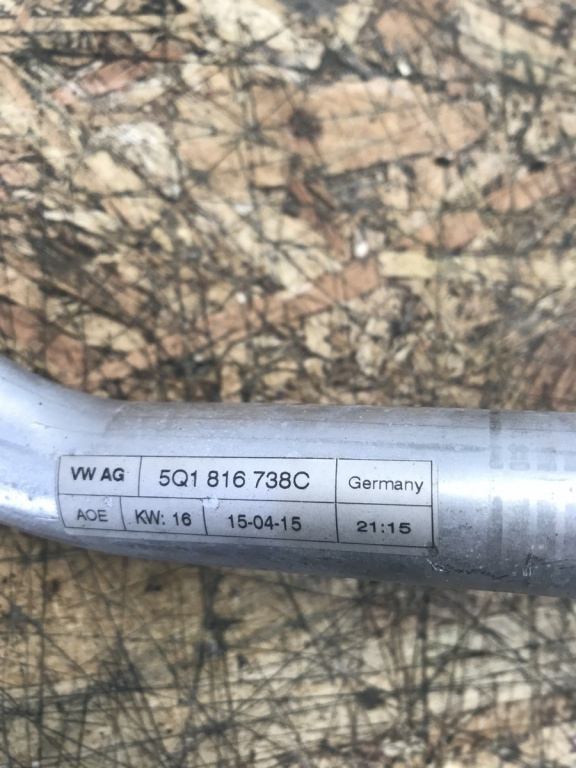 VW AG 5Q1 816 738C Germany
AOE KW: 16 15-04-15 21:15